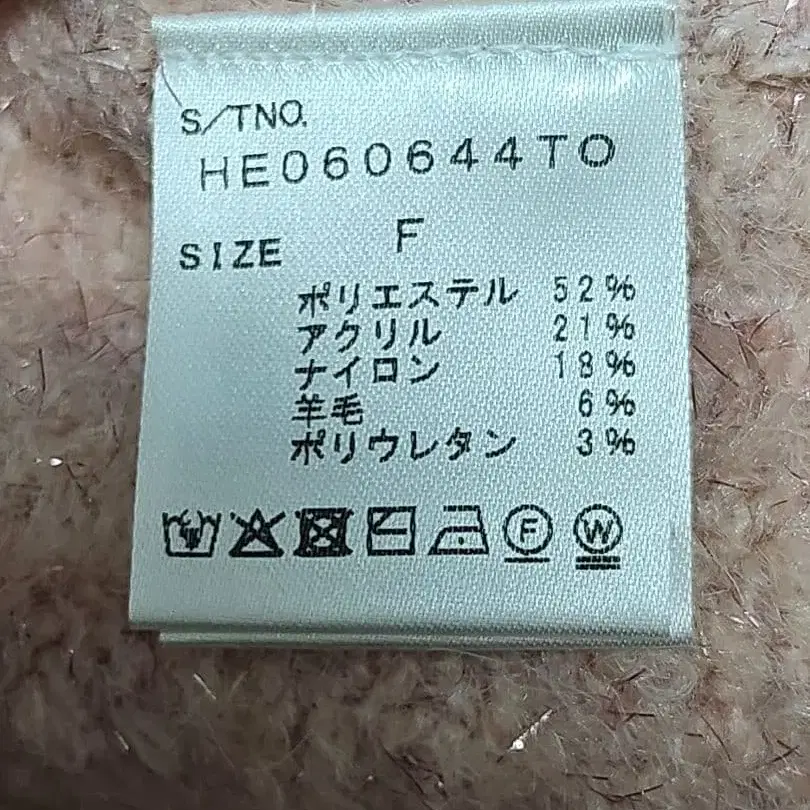 S/TNO.
HE060644TO
SIZE F
ポリエステル 52%
アクリル 21%
ナイロン 18%
羊毛 6%
ポリウレタン 3%
F W